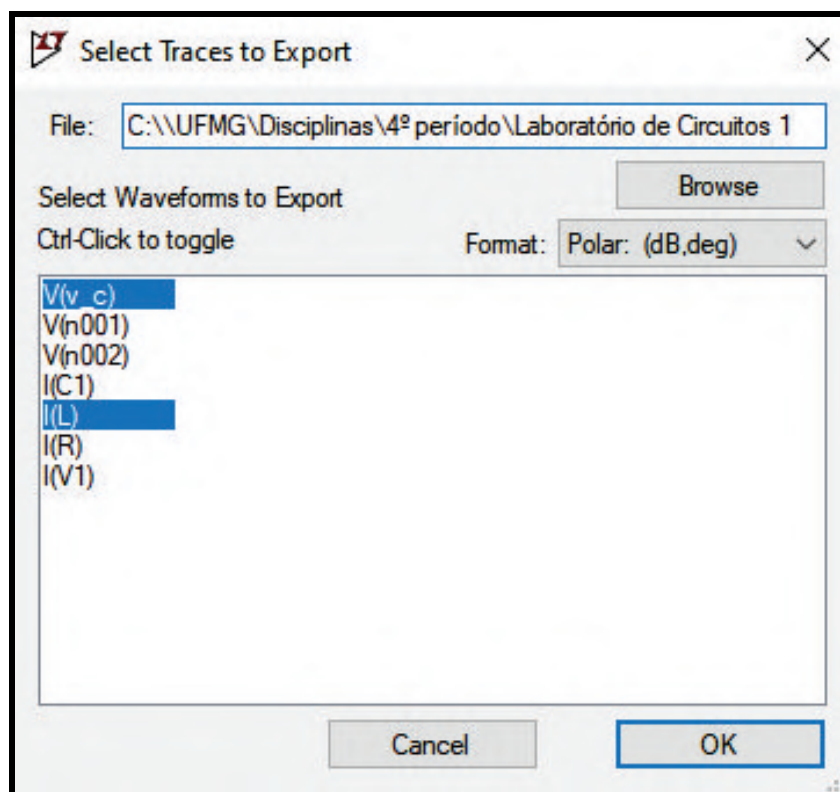 Select Traces to Export
File: C:\\UFMG\Disciplinas\4º período\Laboratório de Circuitos 1
Browse
Select Waveforms to Export
Ctrl-Click to toggle
Format: Polar: (dB,deg)
V(v_c)
V(n001)
V(n002)
I(C1)
I(L)
I(R)
I(V1)
Cancel OK